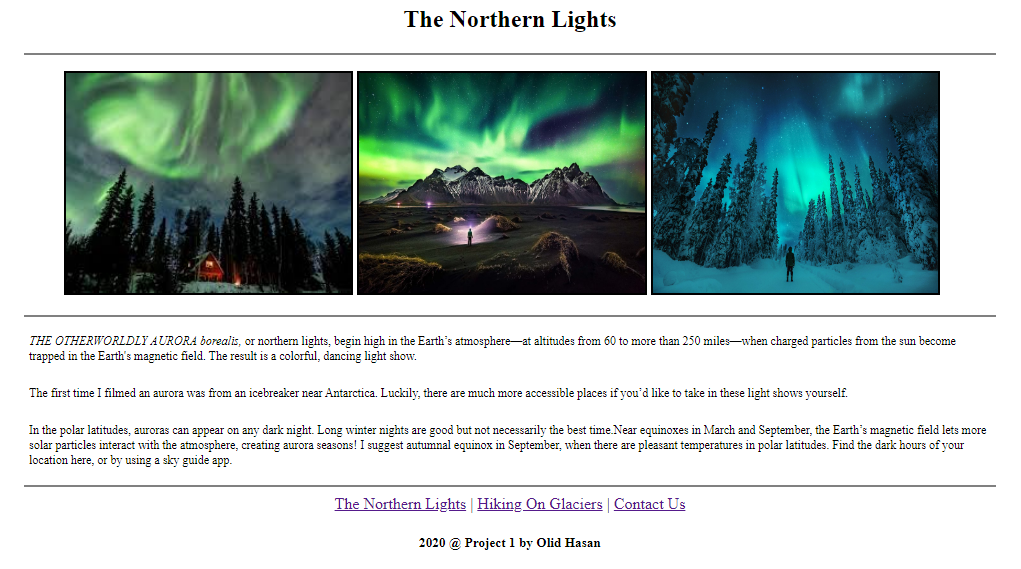 The Northern Lights
THE OTHERWORLDLY AURORA borealis, or northern lights, begin high in the Earth’s atmosphere—at altitudes from 60 to more than 250 miles—when charged particles from the sun become
trapped in the Earth's magnetic field. The result is a colorful, dancing light show.
The first time I filmed an aurora was from an icebreaker near Antarctica. Luckily, there are much more accessible places if you’d like to take in these light shows yourself.
In the polar latitudes, auroras can appear on any dark night. Long winter nights are good but not necessarily the best time.Near equinoxes in March and September, the Earth’s magnetic field lets more
solar particles interact with the atmosphere, creating aurora seasons! I suggest autumnal equinox in September, when there are pleasant temperatures in polar latitudes. Find the dark hours of your
location here, or by using a sky guide app.
The Northern Lights | Hiking On Glaciers | Contact Us
2020 @ Project 1 by Olid Hasan